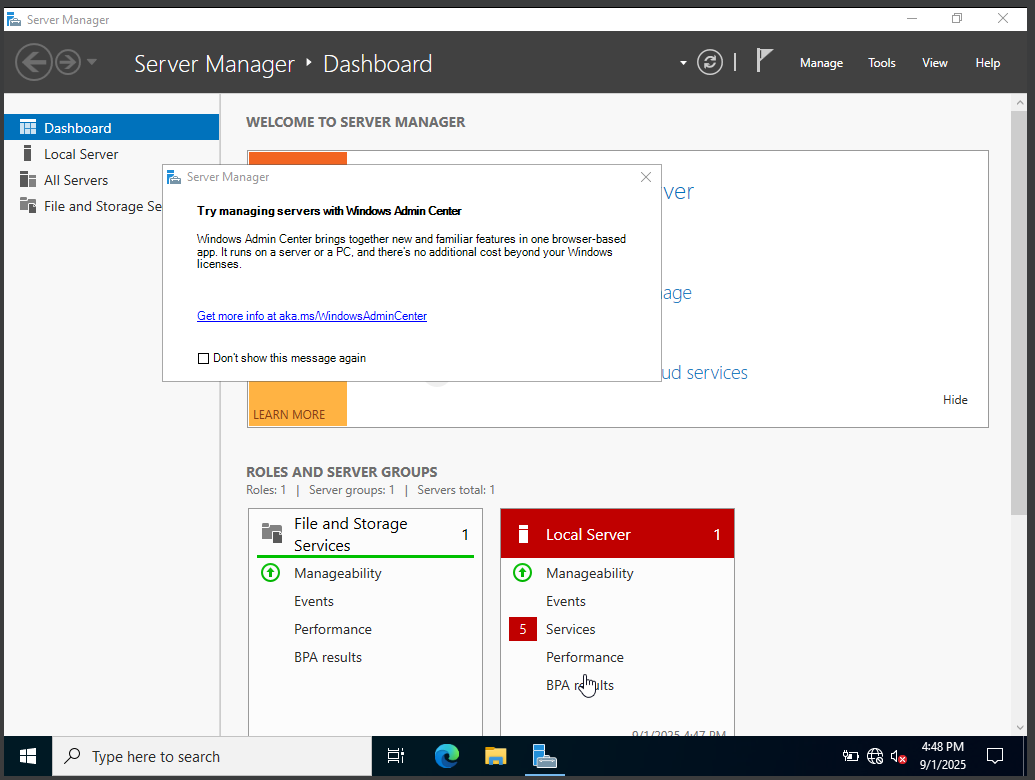 Server Manager
Server Manager Dashboard
Manage Tools View Help
Dashboard
Local Server
All Servers
File and Storage Se
WELCOME TO SERVER MANAGER
Server Manager
Try managing servers with Windows Admin Center
Windows Admin Center brings together new and familiar features in one browser-based
app. It runs on a server or a PC, and there's no additional cost beyond your Windows
licenses.
Get more info at aka.ms/WindowsAdminCenter
Don't show this message again
ver
age
ud services
LEARN MORE
Hide
ROLES AND SERVER GROUPS
Roles: 1 | Server groups: 1 | Servers total: 1
File and Storage
Services
1
Manageability
Events
Performance
BPA results
Local Server 1
Manageability
Events
5 Services
Performance
BPA results
9/1/2025 4:47 PM
Type here to search
4:48 PM
9/1/2025